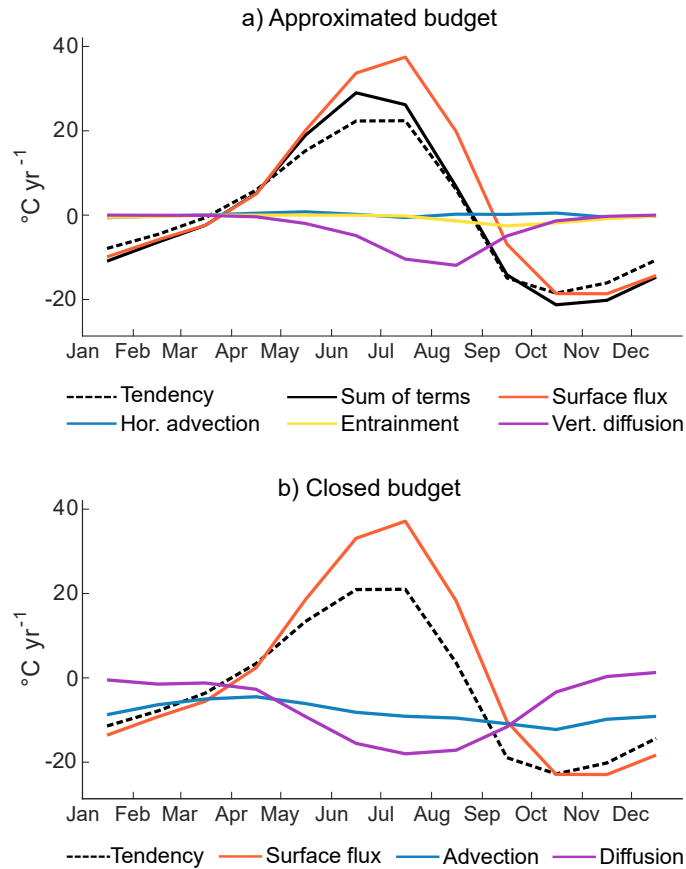 a) Approximated budget
40
20
0
-20
°C yr-1
Jan Feb Mar Apr May Jun Jul Aug Sep Oct Nov Dec
Tendency Sum of terms Surface flux
Hor. advection Entrainment Vert. diffusion
b) Closed budget
40
20
0
-20
°C yr-1
Jan Feb Mar Apr May Jun Jul Aug Sep Oct Nov Dec
Tendency Surface flux Advection Diffusion